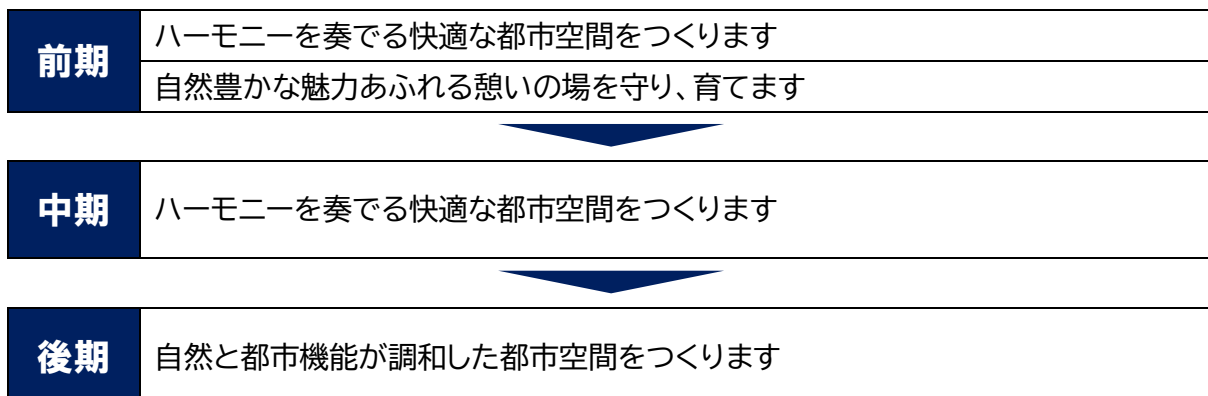 前期
ハーモニーを奏でる快適な都市空間をつくります
自然豊かな魅力あふれる憩いの場を守り、育てます
中期
ハーモニーを奏でる快適な都市空間をつくります
後期
自然と都市機能が調和した都市空間をつくります